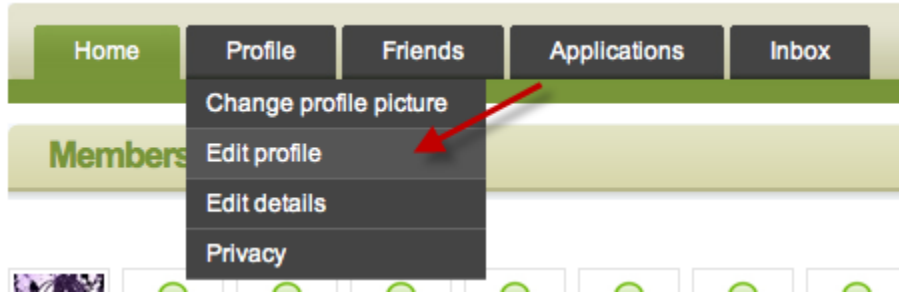 Home Profile Friends Applications Inbox
Change profile picture
Edit profile
Members
Edit details
Privacy